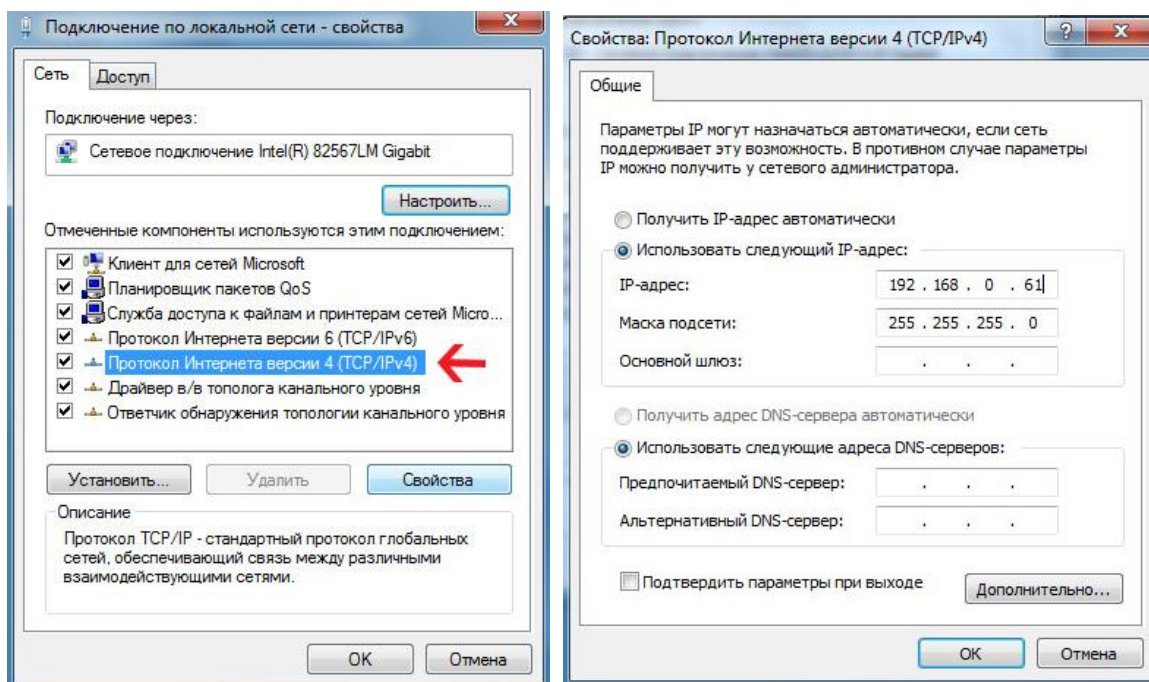 Подключение по локальной сети - свойства
Сеть
Доступ
Подключение через:
Сетевое подключение Intel(R) 82567LM Gigabit
Настроить...
Отмеченные компоненты используются этим подключением:
Клиент для сетей Microsoft
Планировщик пакетов QoS
Служба доступа к файлам и принтерам сетей Micro...
Протокол Интернета версии 6 (TCP/IPv6)
Протокол Интернета версии 4 (TCP/IPv4)
Драйвер в/в тополога канального уровня
Ответчик обнаружения топологии канального уровня
Установить...
Удалить
Свойства
Описание
Протокол TCP/IP - стандартный протокол глобальных
сетей, обеспечивающий связь между различными
взаимодействующими сетями.
OK
Отмена
Свойства: Протокол Интернета версии 4 (TCP/IPv4)
?
Общие
Параметры IP могут назначаться автоматически, если сеть
поддерживает эту возможность. В противном случае параметры
IP можно получить у сетевого администратора.
Получить IP-адрес автоматически
Использовать следующий IP-адрес:
IP-адрес: 192 . 168 . 0 . 61
Маска подсети: 255 . 255 . 255 . 0
Основной шлюз: . . .
Получить адрес DNS-сервера автоматически
Использовать следующие адреса DNS-серверов:
Предпочитаемый DNS-сервер: . . .
Альтернативный DNS-сервер: . . .
Подтвердить параметры при выходе
Дополнительно...
OK
Отмена